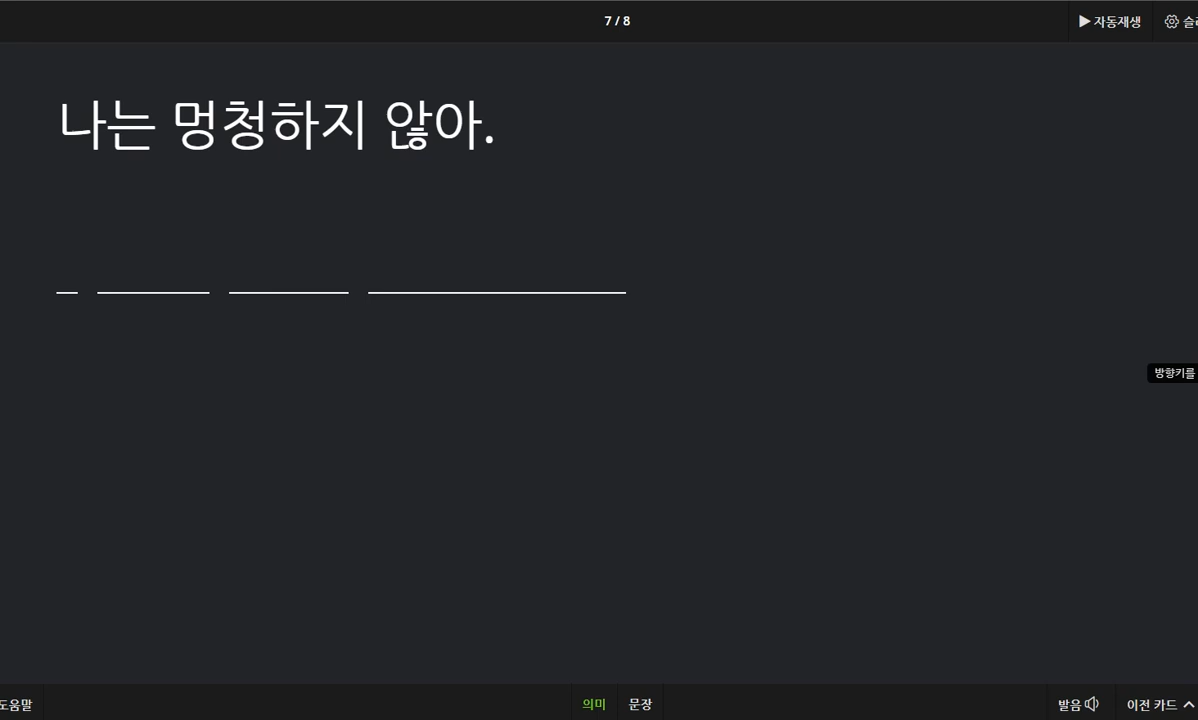 7 / 8
▶ 자동재생
나는 멍청하지 않아.
방향키를
도움말
의미
문장
발음
이전 카드